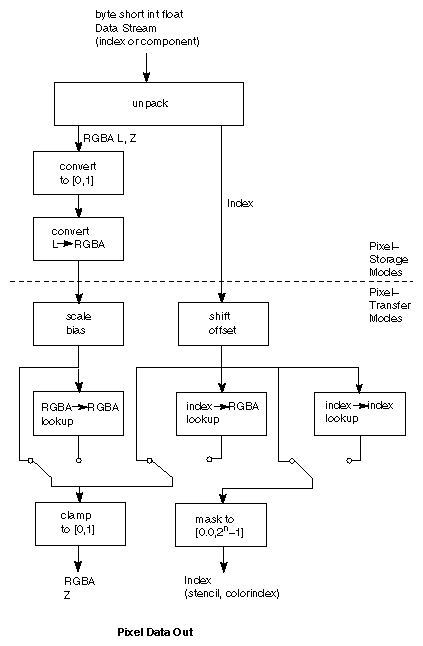 byte short int float
Data Stream
(index or component)
unpack
RGBA L, Z
convert
to [0,1]
Index
convert
L→RGBA
Pixel–
Storage
Modes
Pixel–
Transfer
Modes
scale
bias
shift
offset
RGBA→RGBA
lookup
index→RGBA
lookup
index→index
lookup
clamp
to [0,1]
mask to
[0.0,2ⁿ–1]
RGBA
Z
Index
(stencil, colorindex)
Pixel Data Out